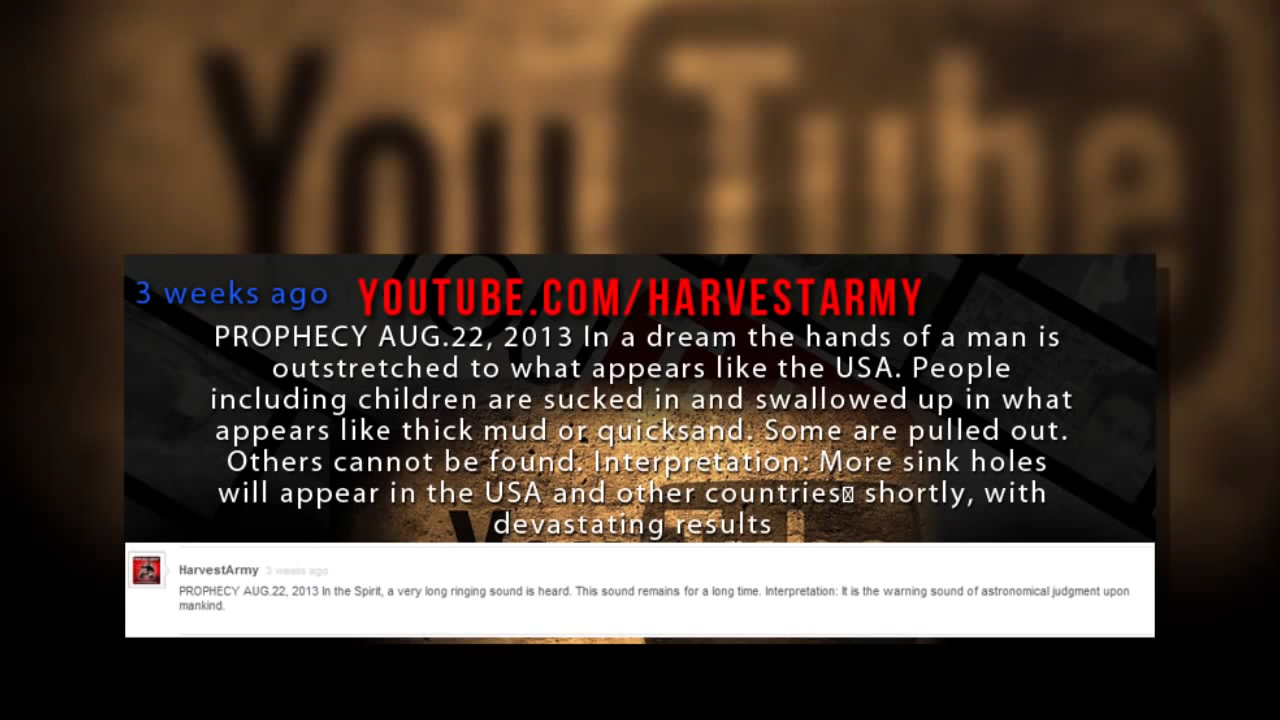 YouTube
3 weeks ago YOUTUBE.COM/HARVESTARMY
PROPHECY AUG.22, 2013 In a dream the hands of a man is
outstretched to what appears like the USA. People
including children are sucked in and swallowed up in what
appears like thick mud or quicksand. Some are pulled out.
Others cannot be found. Interpretation: More sink holes
will appear in the USA and other countries▯ shortly, with
devastating results
HarvestArmy 3 weeks ago
PROPHECY AUG.22, 2013 In the Spirit, a very long ringing sound is heard. This sound remains for a long time. Interpretation: It is the warning sound of astronomical judgment upon
mankind.